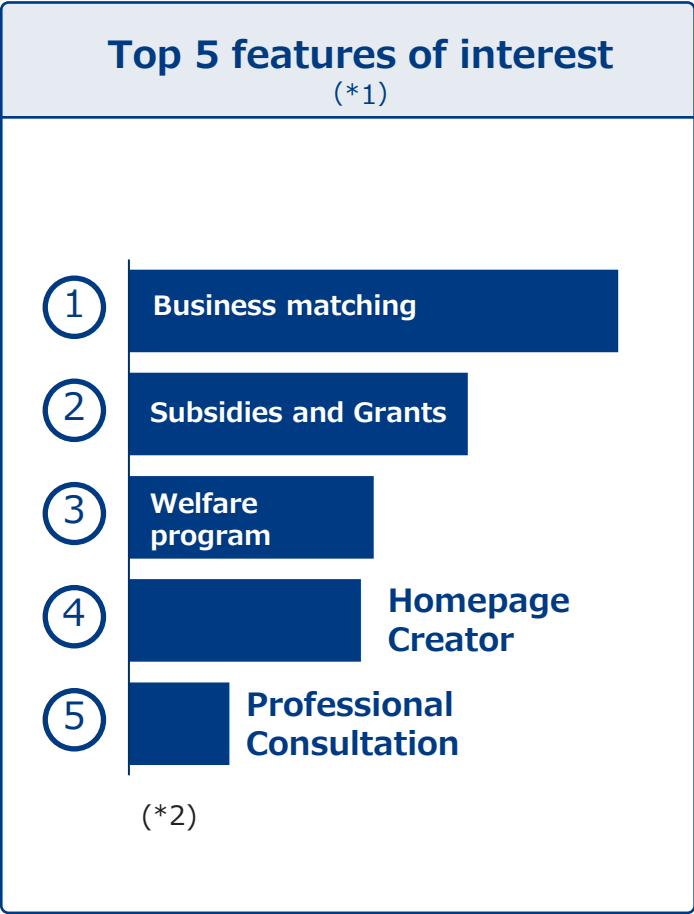 Top 5 features of interest
(*1)
1
Business matching
2
Subsidies and Grants
3
Welfare
program
4
Homepage
Creator
5
Professional
Consultation
(*2)